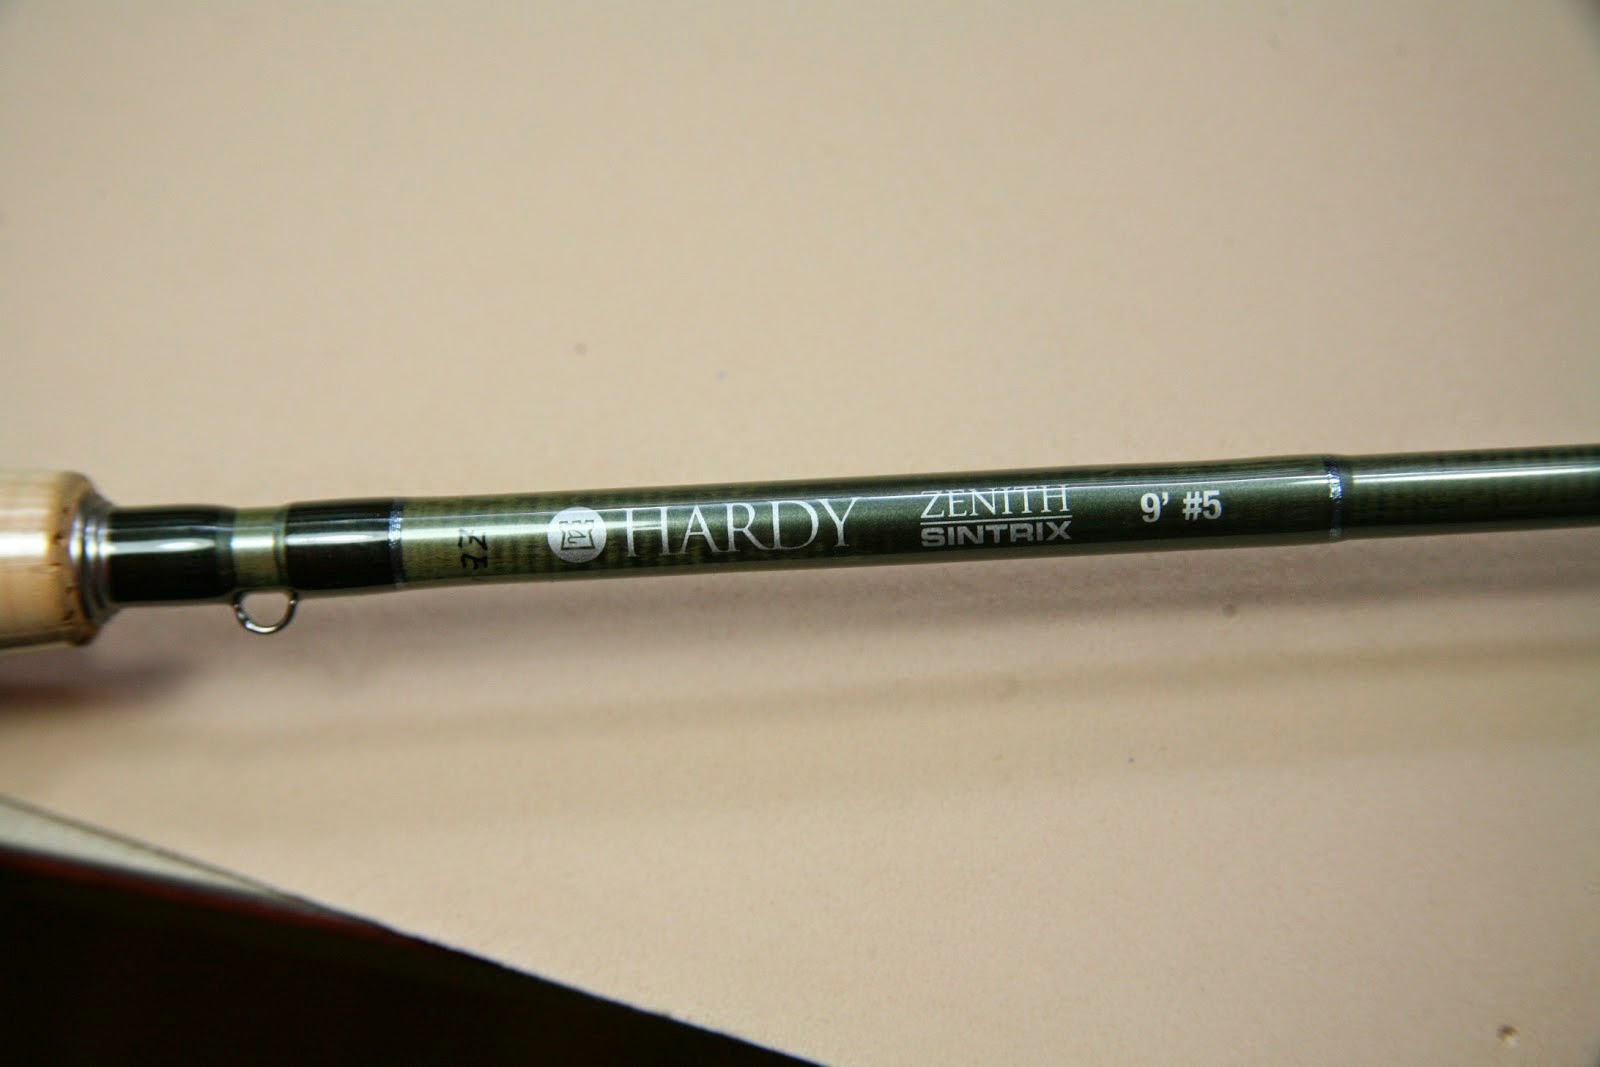 HARDY
ZENITH
SINTRIX
9' #5